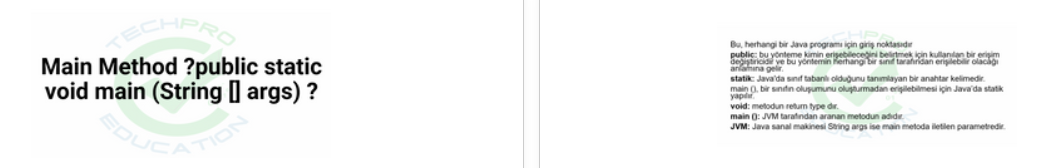 TECHPRO
EDUCATION
Main Method ?public static
void main (String [] args) ?
Bu, herhangi bir Java programı için giriş noktasıdır
public: bu yönteme kimin erişebileceğini belirtmek için kullanılan bir erişim
değiştiricidir ve bu yöntemin herhangi bir sınıf tarafından erişilebilir olacağı
anlamına gelir.
statik: Java'da sınıf tabanlı olduğunu tanımlayan bir anahtar kelimedir.
main (), bir sınıfın oluşumunu oluşturmadan erişilebilmesi için Java'da statik
yapılır.
void: metodun return type dır.
main (): JVM tarafından aranan metodun adıdır.
JVM: Java sanal makinesi String args ise main metoda iletilen parametredir.